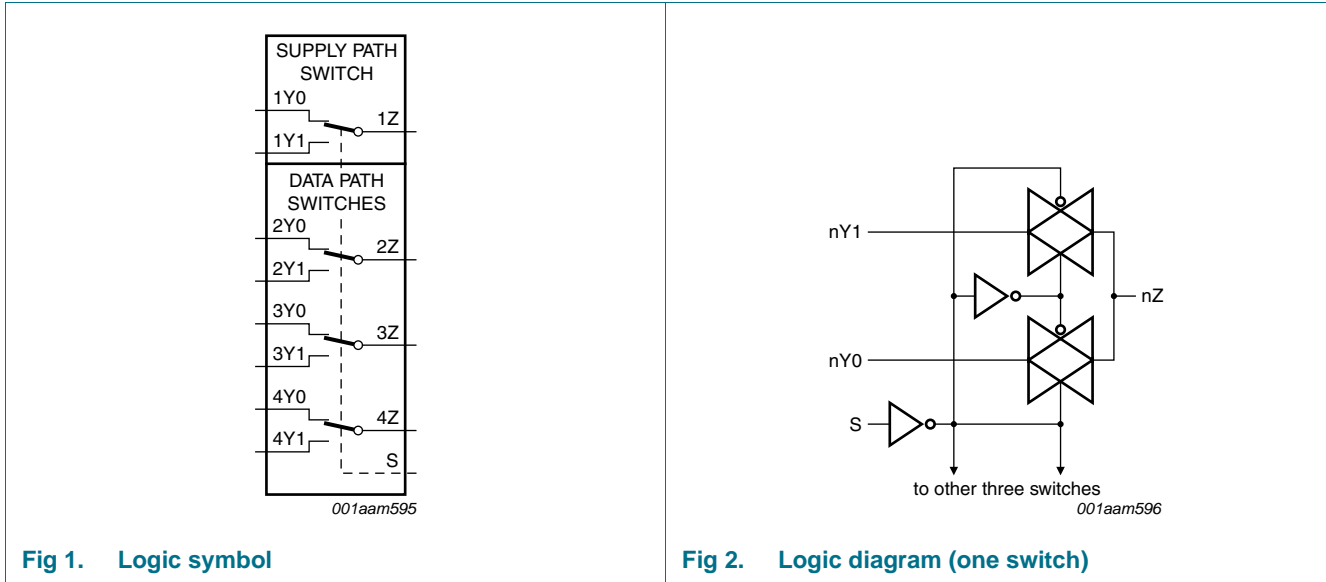 SUPPLY PATH
SWITCH
1Y0
1Z
1Y1
DATA PATH
SWITCHES
2Y0
2Z
2Y1
3Y0
3Z
3Y1
4Y0
4Z
4Y1
S
001aam595
Fig 1. Logic symbol
nY1
nZ
nY0
S
to other three switches
001aam596
Fig 2. Logic diagram (one switch)